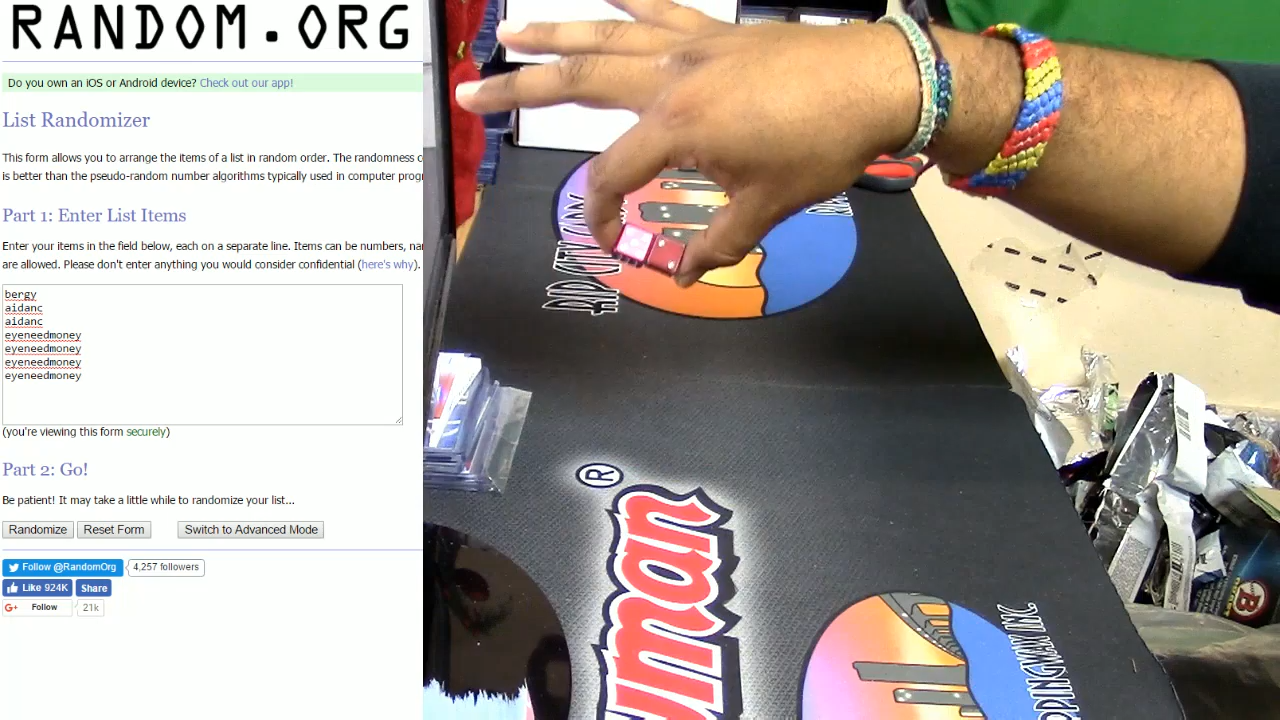 RANDOM.ORG
Do you own an iOS or Android device? Check out our app!
List Randomizer
This form allows you to arrange the items of a list in random order. The randomness
is better than the pseudo-random number algorithms typically used in computer
Part 1: Enter List Items
Enter your items in the field below, each on a separate line. Items can be numbers,
are allowed. Please don't enter anything you would consider confidential (here's why).
bergy
aidanc
aidanc
eyeneedmoney
eyeneedmoney
eyeneedmoney
eyeneedmoney
(you're viewing this form securely)
Part 2: Go!
Be patient! It may take a little while to randomize your list...
Randomize Reset Form Switch to Advanced Mode
Follow @RandomOrg 4,257 followers
Like 924K Share
Follow 21k
RIP CITY
®
uman
OPPINGWAX INC.
B